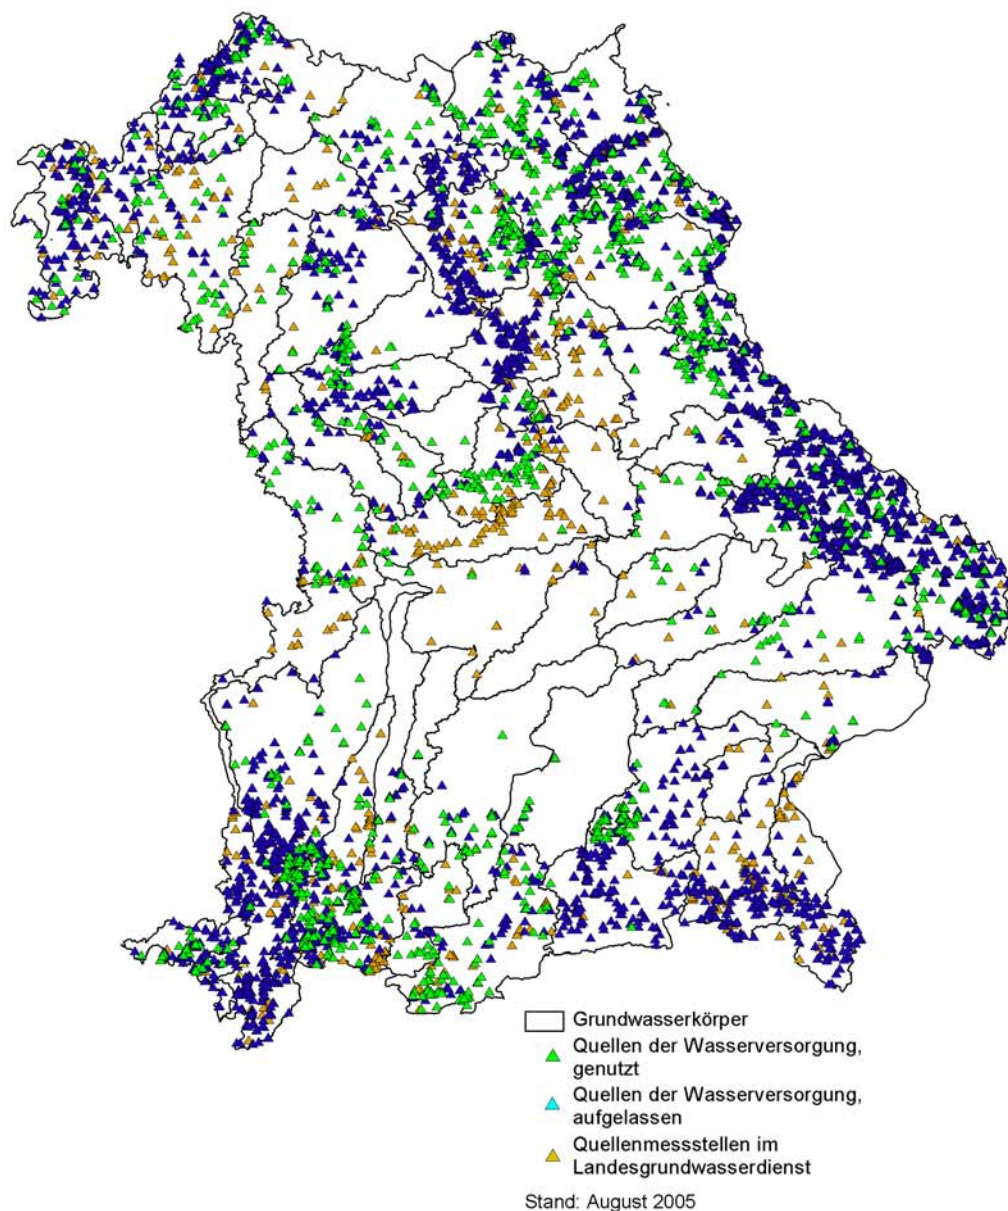 Grundwasserkörper
Quellen der Wasserversorgung,
genutzt
Quellen der Wasserversorgung,
aufgelassen
Quellenmessstellen im
Landesgrundwasserdienst
Stand: August 2005